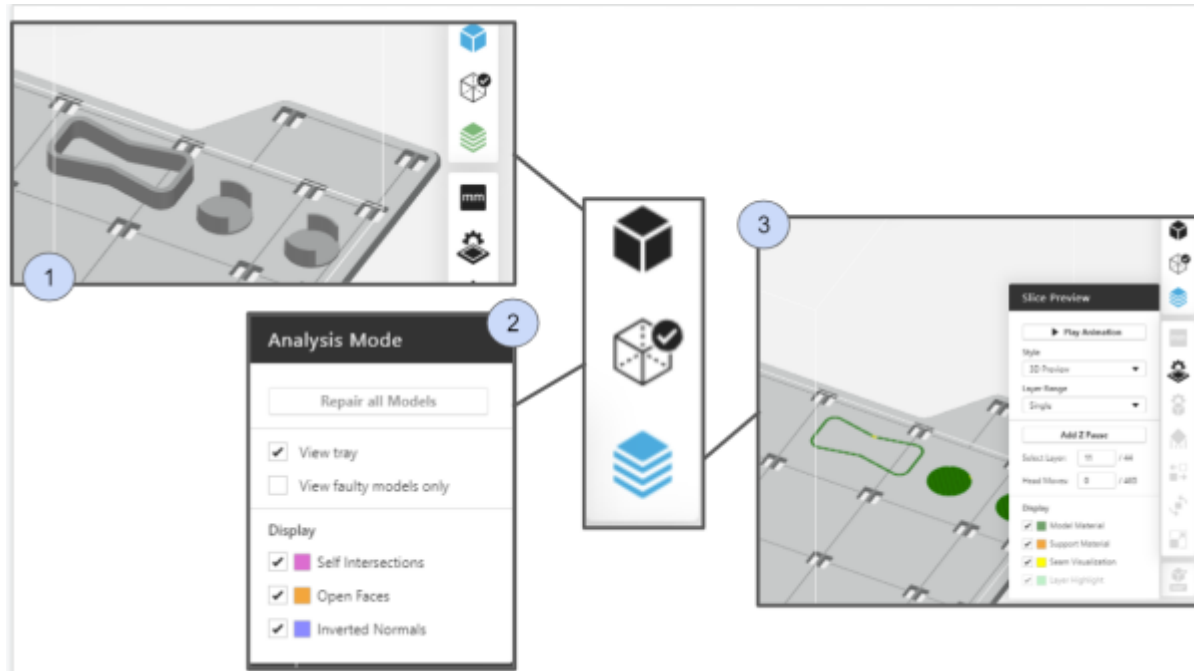 mm
1
2
Analysis Mode
Repair all Models
View tray
View faulty models only
Display
Self Intersections
Open Faces
Inverted Normals
3
Slice Preview
Play Animation
Style
3D Preview
Layer Range
Single
Add Z Pause
Select Layer: 11 / 44
Head Moves: 0 / 485
Display
Model Material
Support Material
Seam Visualization
Layer Highlight